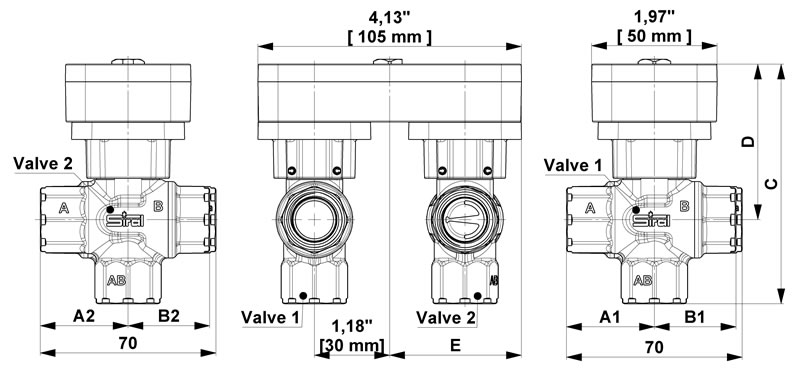 4,13"
[ 105 mm ]
1,97"
[ 50 mm ]
Valve 2
A
B
Sirai
AB
A2
B2
70
AB
Valve 1
Valve 2
1,18"
[30 mm]
E
Valve 1
A
B
Sirai
AB
A1
B1
70
D
C